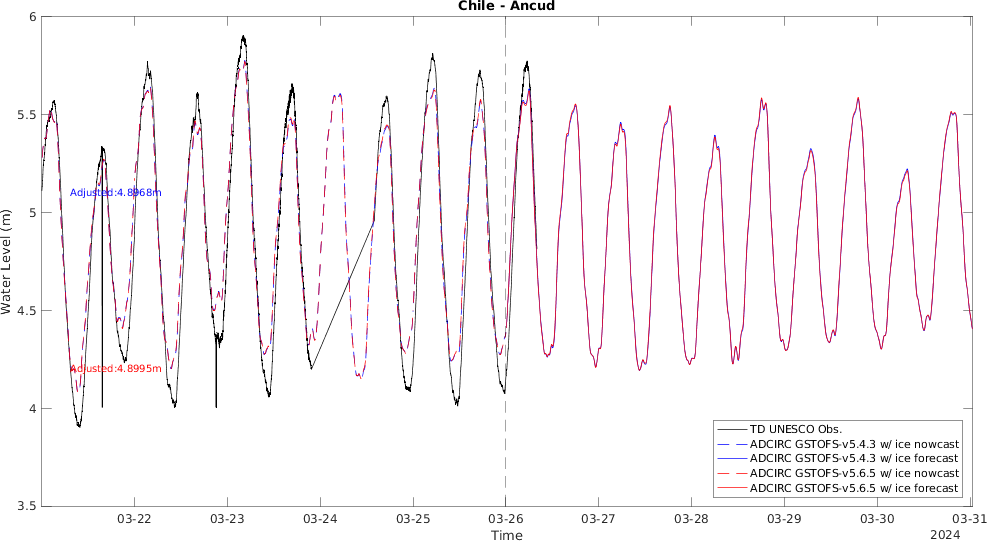 Chile - Ancud
6
5.5
5
4.5
4
3.5
Water Level (m)
Adjusted:4.8968m
Adjusted:4.8995m
TD UNESCO Obs.
ADCIRC GSTOFS-v5.4.3 w/ ice nowcast
ADCIRC GSTOFS-v5.4.3 w/ ice forecast
ADCIRC GSTOFS-v5.6.5 w/ ice nowcast
ADCIRC GSTOFS-v5.6.5 w/ ice forecast
03-22 03-23 03-24 03-25 03-26 03-27 03-28 03-29 03-30 03-31
Time
2024